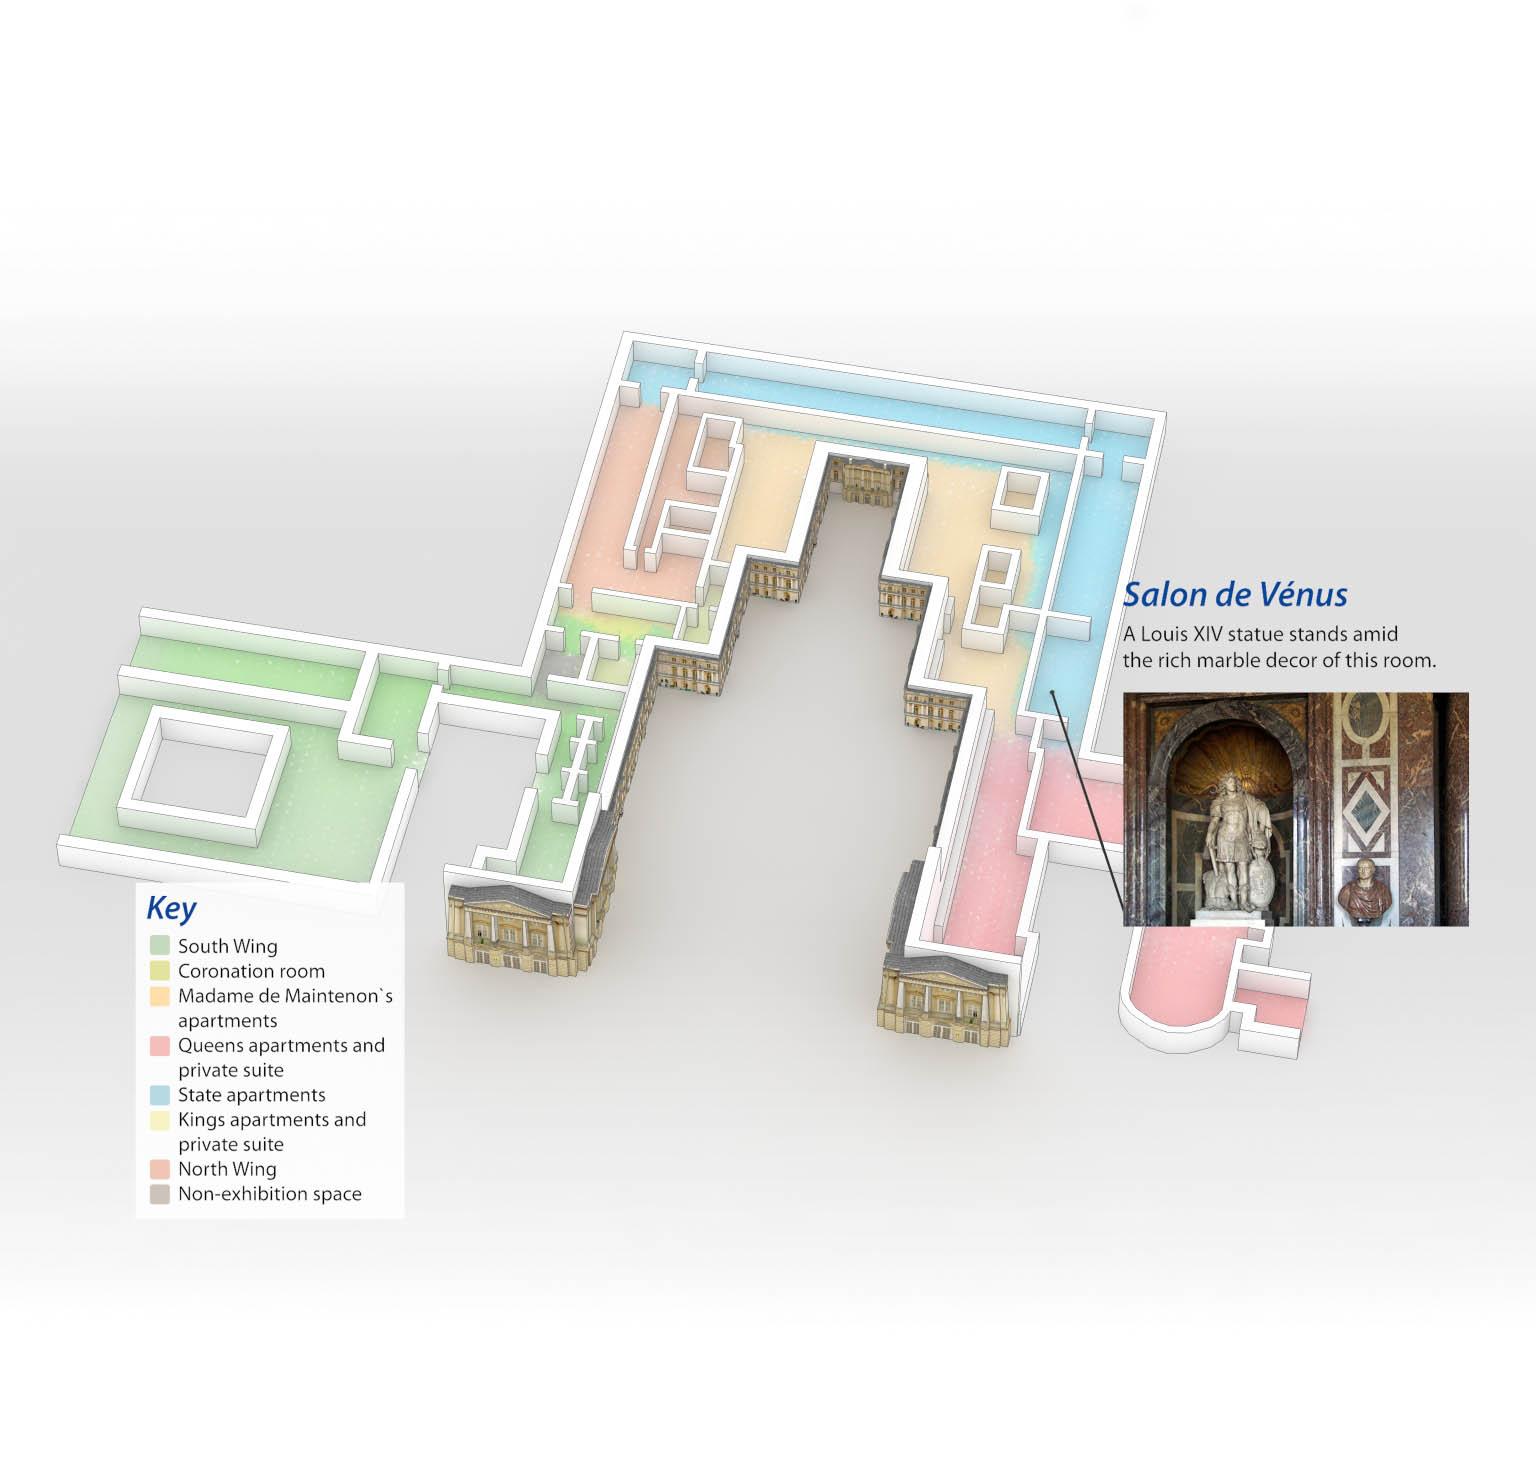 Salon de Vénus
A Louis XIV statue stands amid
the rich marble decor of this room.
Key
South Wing
Coronation room
Madame de Maintenon`s
apartments
Queens apartments and
private suite
State apartments
Kings apartments and
private suite
North Wing
Non-exhibition space